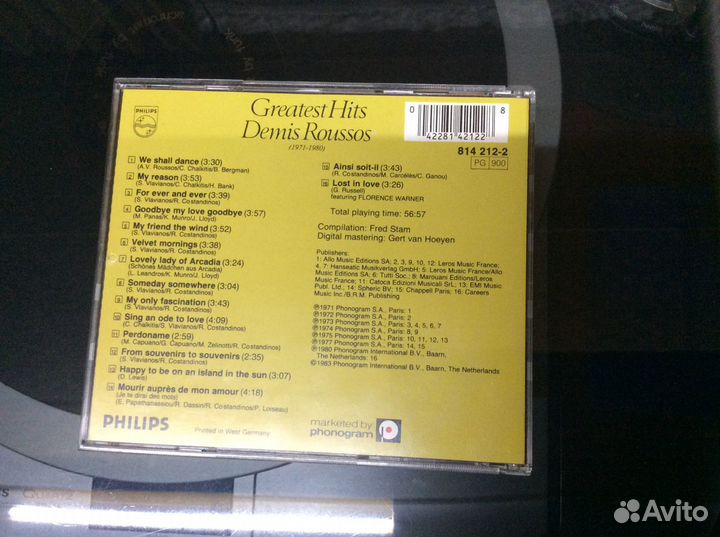 PHILIPS
Greatest Hits
Demis Roussos
(1971-1980)
0 42281 42122 8
814 212-2
PG 900
1 We shall dance (3:30)
(A.V. Roussos/C. Chalkitis/B. Bergman)
2 My reason (3:53)
(S. Vlavianos/C. Chalkitis/H. Bank)
3 For ever and ever (3:39)
(S. Vlavianos/R. Costandinos)
4 Goodbye my love goodbye (3:57)
(M. Panas/K. Munro/J. Lloyd)
5 My friend the wind (3:52)
(S. Vlavianos/R. Costandinos)
6 Velvet mornings (3:38)
(S. Vlavianos/R. Costandinos)
7 Lovely lady of Arcadia (3:24)
(Schönes Mädchen aus Arcadia)
(L. Leandros/K. Munro/J. Lloyd)
8 Someday somewhere (3:04)
(S. Vlavianos/R. Costandinos)
9 My only fascination (3:43)
(S. Vlavianos/R. Costandinos)
10 Sing an ode to love (4:09)
(C. Chalkitis/S. Vlavianos/R. Costandinos)
11 Perdoname (2:59)
(M. Capuano/G. Capuano/M. Zelinotti/R. Costandinos)
12 From souvenirs to souvenirs (2:35)
(S. Vlavianos/R. Costandinos)
13 Happy to be on an island in the sun (3:07)
(D. Lewis)
14 Mourir auprès de mon amour (4:18)
(Je te dirai des mots)
(E. Papathanassiou/R. Dassin/R. Costandinos/P. Loiseau)
15 Ainsi soit-il (3:43)
(R. Costandinos/M. Carcélès/C. Ganou)
16 Lost in love (3:26)
(G. Russell)
featuring FLORENCE WARNER
Total playing time: 56:57
Compilation: Fred Stam
Digital mastering: Gert van Hoeyen
Publishers:
1: Allo Music Editions SA; 2, 3, 9, 10, 12: Leros Music France;
4, 7: Hanseatic Musikverlag GmbH; 5: Leros Music France/Allo
Music Editions SA; 6: Tutti Soc.; 8: Marouani Editions/Leros
Music France; 11: Catoca Edizioni Musicali SrL; 13: EMI Music
Publ. Ltd.; 14: Spheric BV; 15: Chappell Paris; 16: Careers
Music Inc./B.R.M. Publishing
℗1971 Phonogram S.A., Paris: 1
℗1972 Phonogram S.A., Paris: 2
℗1973 Phonogram S.A., Paris: 3, 4, 5, 6, 7
℗1974 Phonogram S.A., Paris: 8, 9
℗1975 Phonogram S.A., Paris: 10, 11, 12, 13
℗1977 Phonogram S.A., Paris: 14, 15
℗1980 Phonogram International B.V., Baarn,
The Netherlands: 16
©1983 Phonogram International B.V., Baarn, The Netherlands
PHILIPS
Printed in West Germany
marketed by
phonogram
Avito